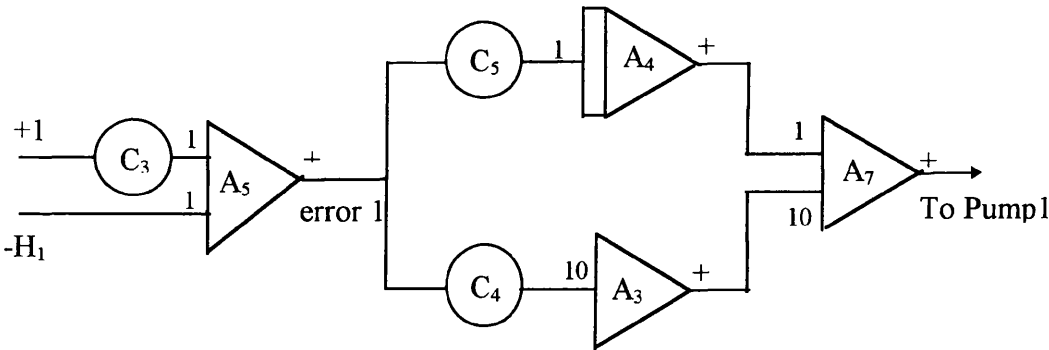 C₅
1
A₄
+
+1
C₃
1
A₅
+
1
error 1
-H₁
1
A₇
+
10
To Pump1
C₄
10
A₃
+